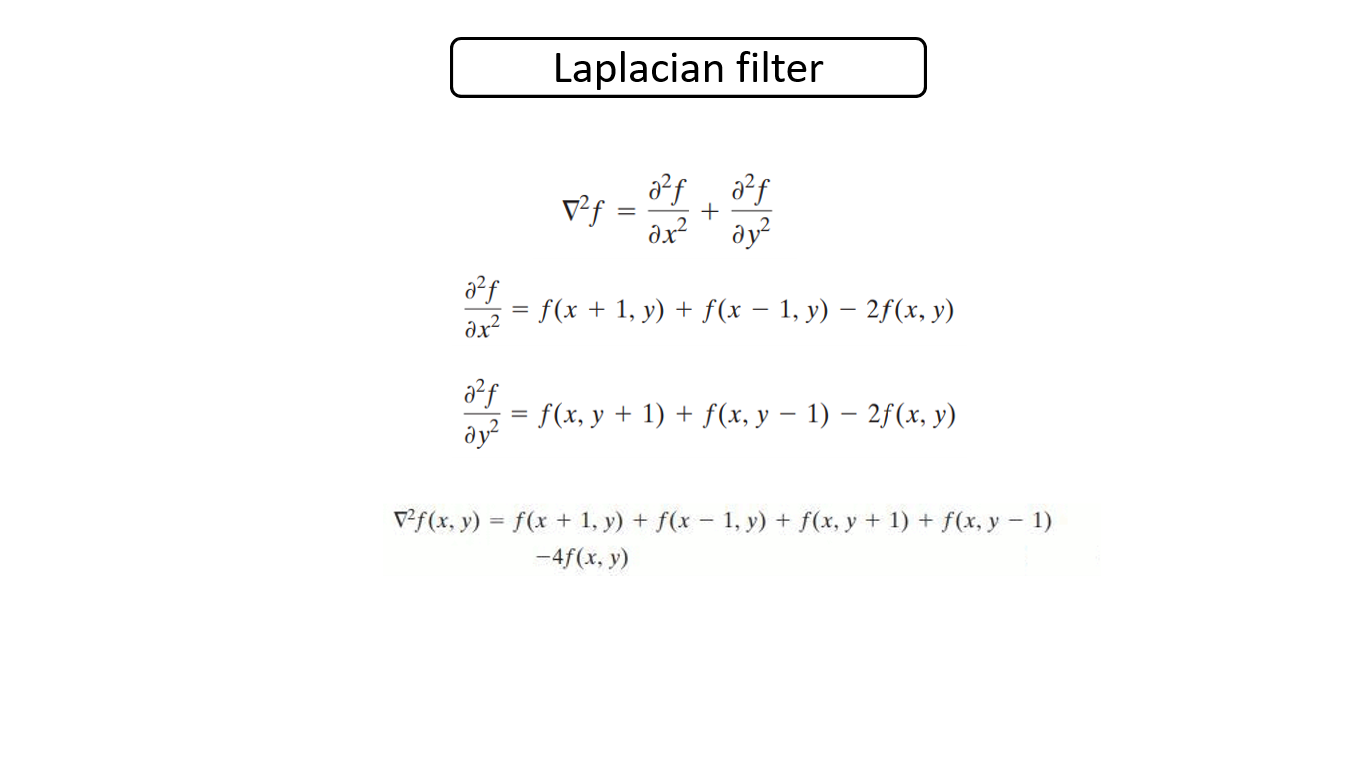 Laplacian filter
∇²f = ∂²f/∂x² + ∂²f/∂y²
∂²f/∂x² = f(x + 1, y) + f(x − 1, y) − 2f(x, y)
∂²f/∂y² = f(x, y + 1) + f(x, y − 1) − 2f(x, y)
∇²f(x, y) = f(x + 1, y) + f(x − 1, y) + f(x, y + 1) + f(x, y − 1)
−4f(x, y)